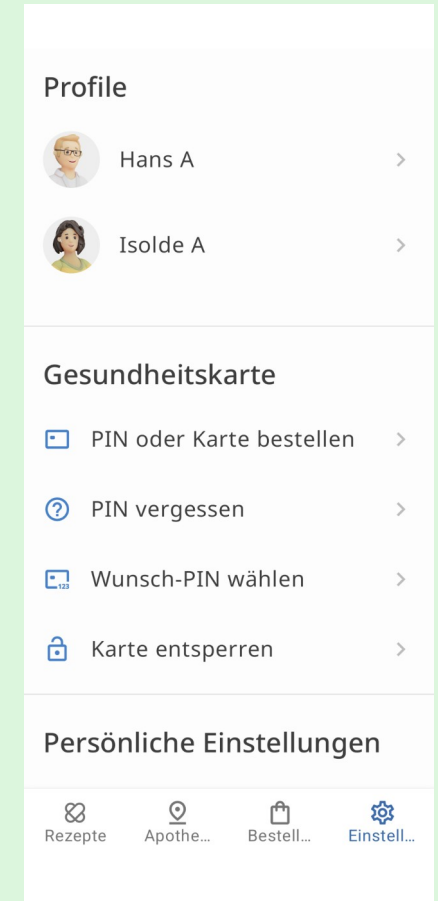 Profile
Hans A
Isolde A
Gesundheitskarte
PIN oder Karte bestellen
PIN vergessen
123
Wunsch-PIN wählen
Karte entsperren
Persönliche Einstellungen
Rezepte
Apothe…
Bestell…
Einstell…